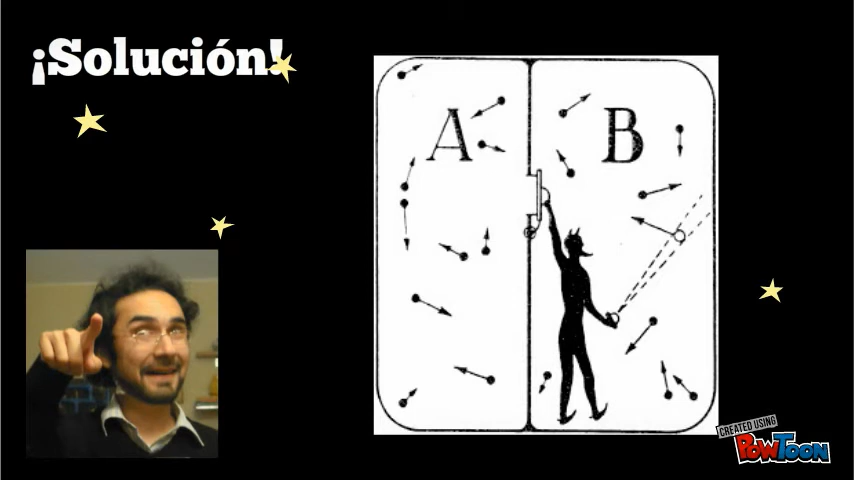 ¡Solución!
A
B
CREATED USING
POWTOON